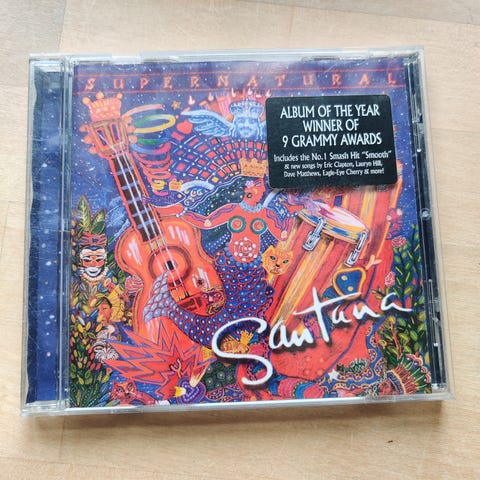 SUPERNATURAL
ALBUM OF THE YEAR
WINNER OF
9 GRAMMY AWARDS
Includes the No.1 Smash Hit "Smooth"
& new songs by Eric Clapton, Lauryn Hill,
Dave Matthews, Eagle-Eye Cherry & more!
Santana